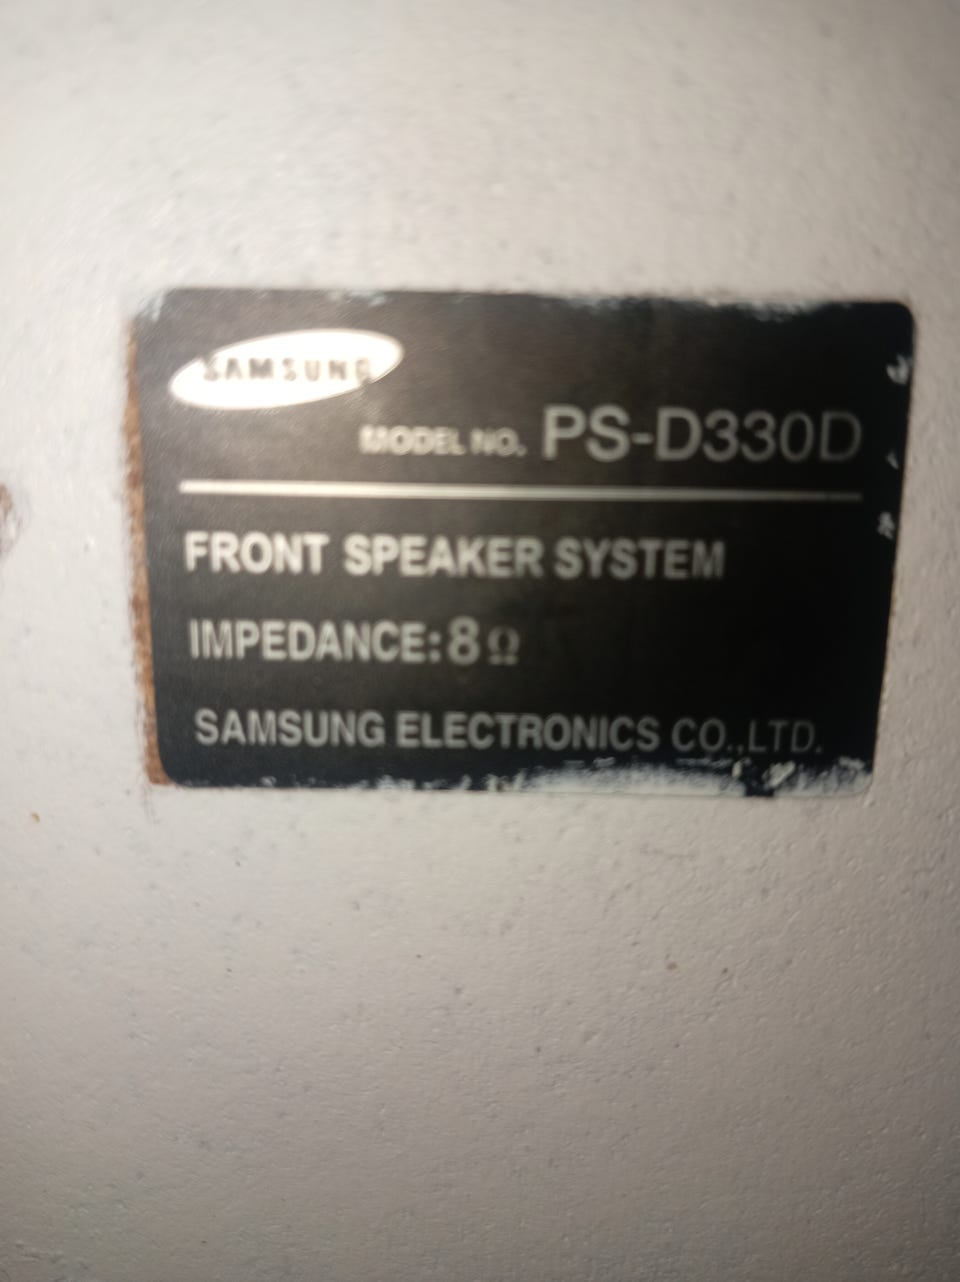 SAMSUNG
MODEL NO. PS-D330D
FRONT SPEAKER SYSTEM
IMPEDANCE:8Ω
SAMSUNG ELECTRONICS CO.,LTD.